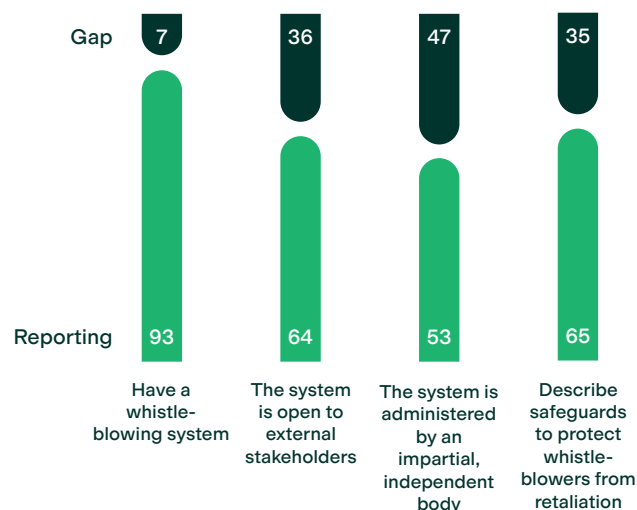 Gap
7
36
47
35
Reporting
93
64
53
65
Have a
whistle-
blowing system
The system
is open to
external
stakeholders
The system is
administered
by an
impartial,
independent
body
Describe
safeguards
to protect
whistle-
blowers from
retaliation